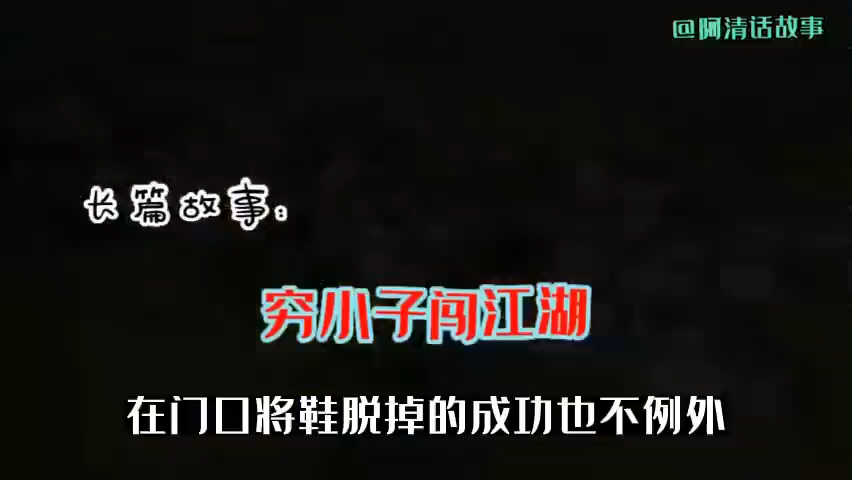 @阿清话故事
长篇故事:
穷小子闯江湖
在门口将鞋脱掉的成功也不例外